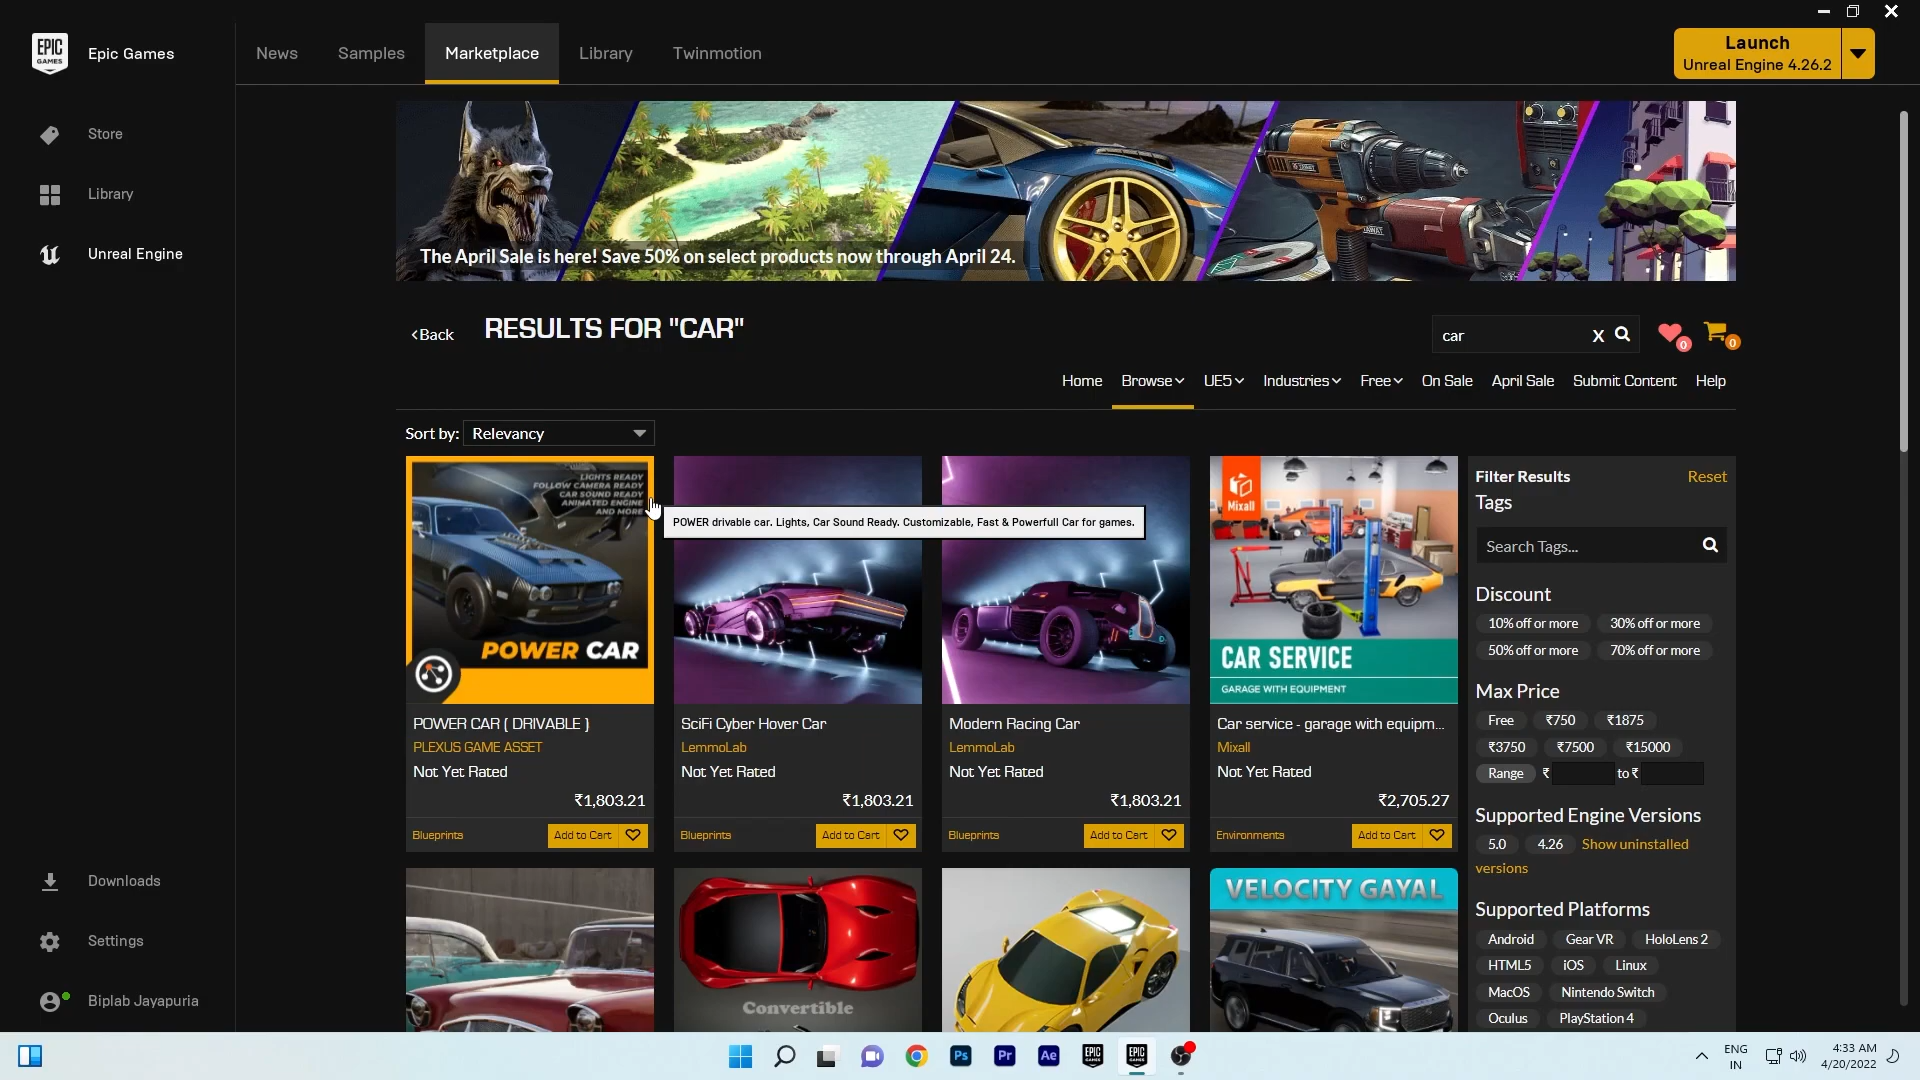 EPIC
GAMES
Epic Games
News
Samples
Marketplace
Library
Twinmotion
Launch
Unreal Engine 4.26.2
Store
Library
Unreal Engine
Downloads
Settings
Biplab Jayapuria
The April Sale is here! Save 50% on select products now through April 24.
<Back
RESULTS FOR "CAR"
car
X
0
0
Home
Browse
UE5
Industries
Free
On Sale
April Sale
Submit Content
Help
Sort by:
Relevancy
LIGHTS READY
FOLLOW CAMERA READY
CAR SOUND READY
ANIMATED ENGINE
AND MORE
POWER CAR
POWER drivable car. Lights, Car Sound Ready. Customizable, Fast & Powerfull Car for games.
Mixall
CAR SERVICE
GARAGE WITH EQUIPMENT
POWER CAR ( DRIVABLE )
PLEXUS GAME ASSET
Not Yet Rated
₹1,803.21
Blueprints
Add to Cart
SciFi Cyber Hover Car
LemmoLab
Not Yet Rated
₹1,803.21
Blueprints
Add to Cart
Modern Racing Car
LemmoLab
Not Yet Rated
₹1,803.21
Blueprints
Add to Cart
Car service - garage with equipm...
Mixall
Not Yet Rated
₹2,705.27
Environments
Add to Cart
Convertible
VELOCITY GAYAL
Filter Results
Reset
Tags
Search Tags...
Discount
10% off or more
30% off or more
50% off or more
70% off or more
Max Price
Free
₹750
₹1875
₹3750
₹7500
₹15000
Range
₹
to ₹
Supported Engine Versions
5.0
4.26
Show uninstalled
versions
Supported Platforms
Android
Gear VR
HoloLens 2
HTML5
iOS
Linux
MacOS
Nintendo Switch
Oculus
PlayStation 4
Ps
Pr
Ae
EPIC
GAMES
EPIC
GAMES
ENG
IN
4:33 AM
4/20/2022